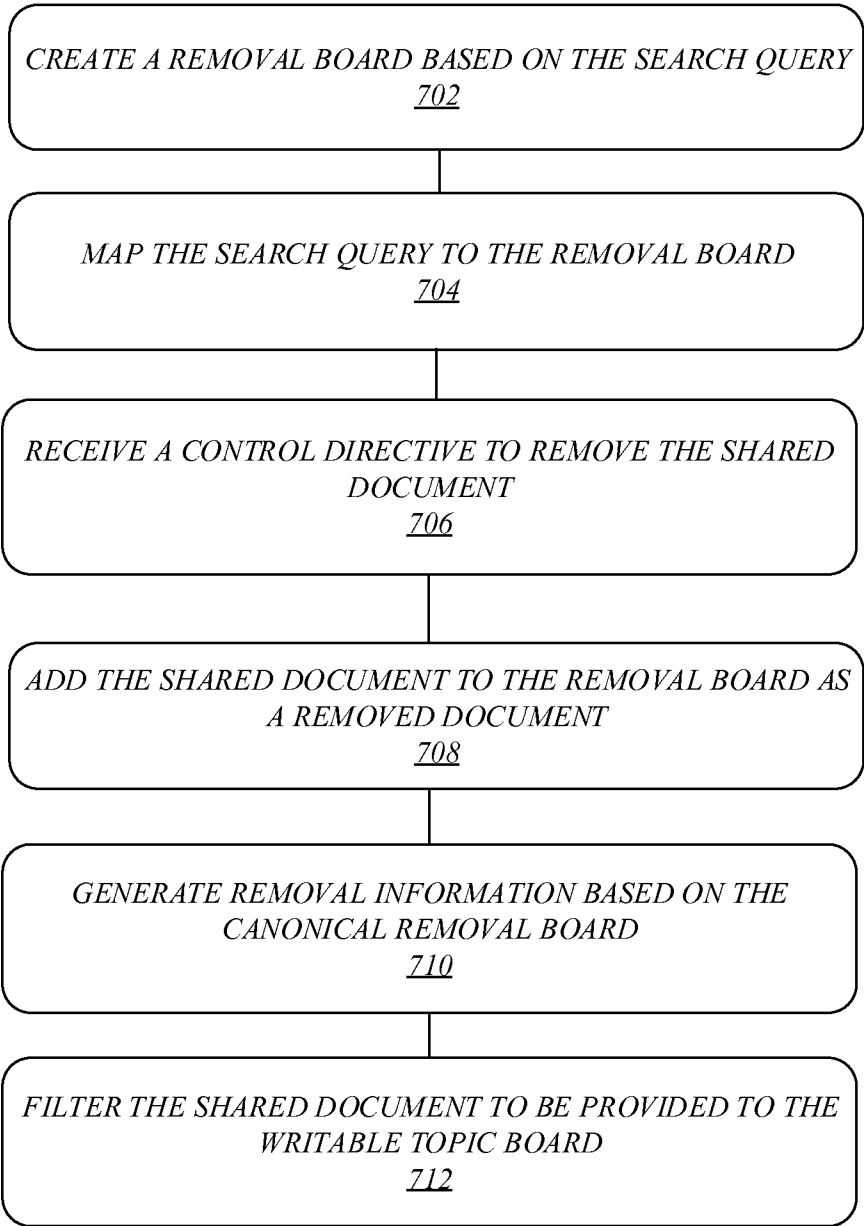 CREATE A REMOVAL BOARD BASED ON THE SEARCH QUERY
702
MAP THE SEARCH QUERY TO THE REMOVAL BOARD
704
RECEIVE A CONTROL DIRECTIVE TO REMOVE THE SHARED
DOCUMENT
706
ADD THE SHARED DOCUMENT TO THE REMOVAL BOARD AS
A REMOVED DOCUMENT
708
GENERATE REMOVAL INFORMATION BASED ON THE
CANONICAL REMOVAL BOARD
710
FILTER THE SHARED DOCUMENT TO BE PROVIDED TO THE
WRITABLE TOPIC BOARD
712